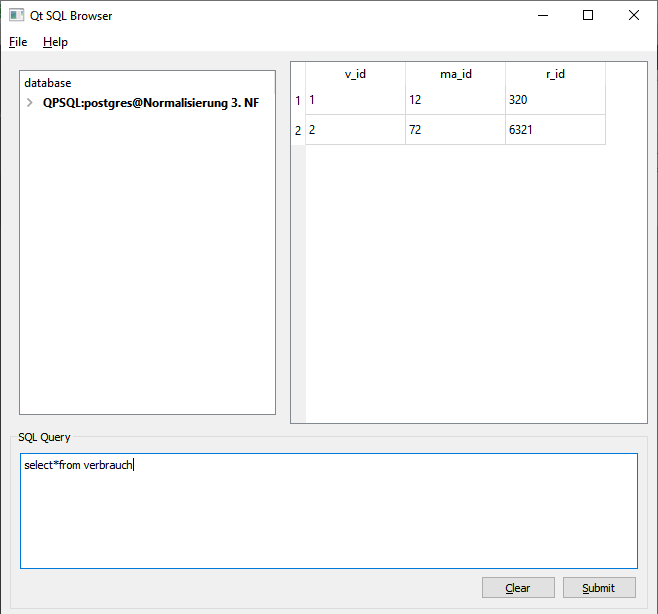 Qt SQL Browser
File Help
database
QPSQL:postgres@Normalisierung 3. NF
v_id ma_id r_id
1 1 12 320
2 2 72 6321
SQL Query
select*from verbrauch
Clear Submit